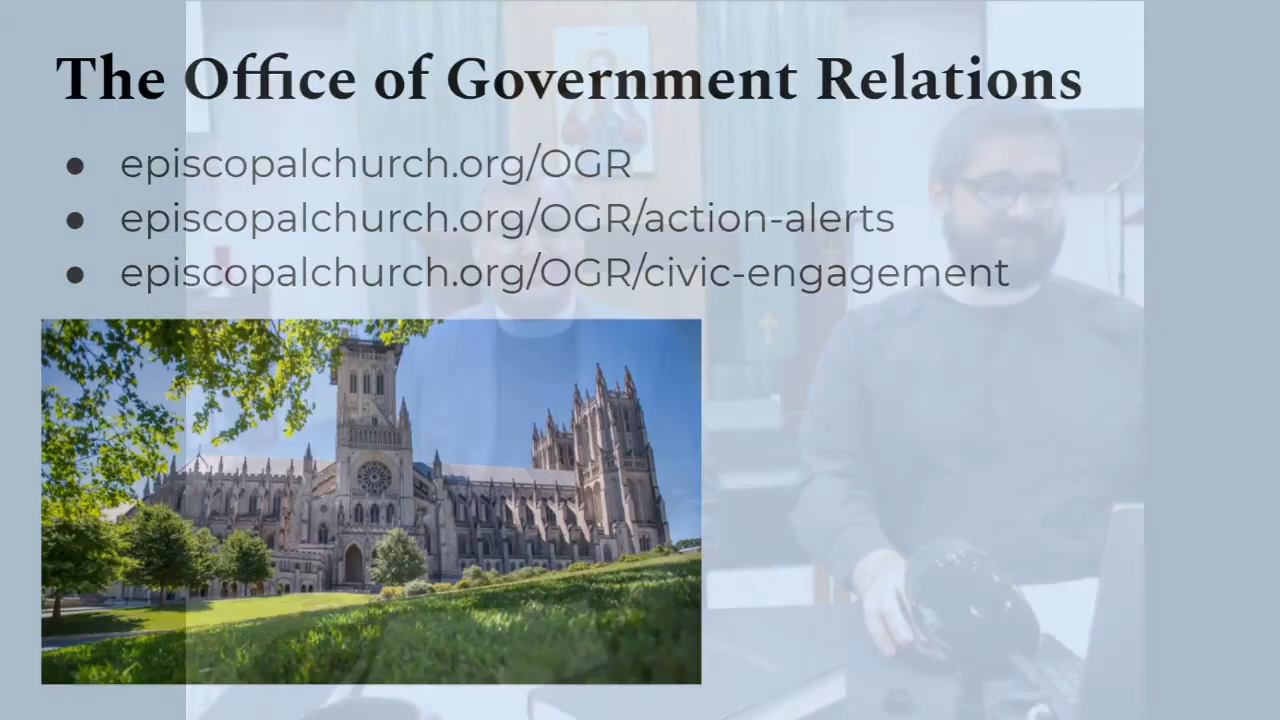 The Office of Government Relations
● episcopalchurch.org/OGR
● episcopalchurch.org/OGR/action-alerts
● episcopalchurch.org/OGR/civic-engagement